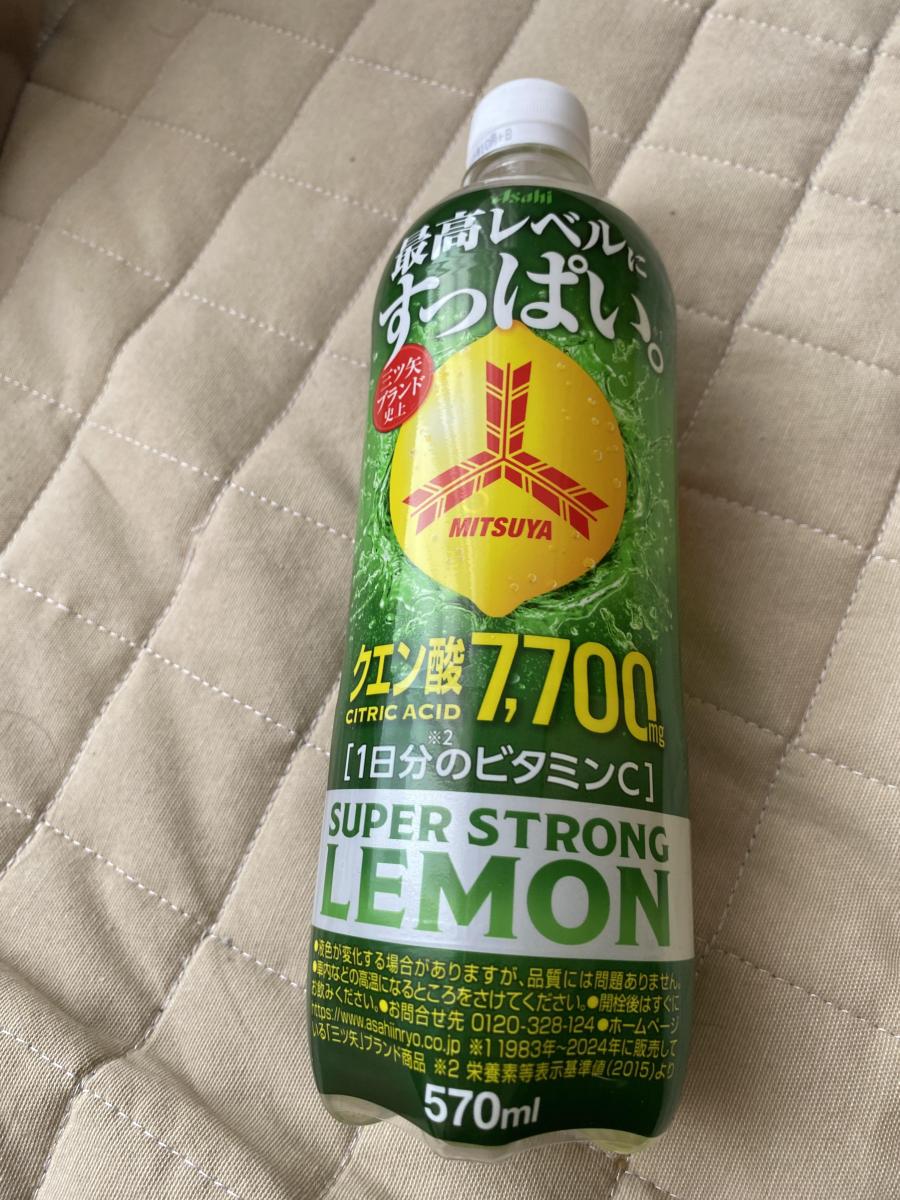 Asahi
最高レベルに
すっぱい。
三ツ矢
ブランド
史上
MITSUYA
クエン酸 7,700mg
CITRIC ACID
※2
[1日分のビタミンC]
SUPER STRONG
LEMON
●液色が変化する場合がありますが、品質には問題ありません。
●車内などの高温になるところをさけてください。●開栓後はすぐに
お飲みください。●お問合せ先 0120-328-124 ●ホームページ
https://www.asahiinryo.co.jp ※1 1983年~2024年に販売して
いる「三ツ矢」ブランド商品 ※2 栄養素等表示基準値(2015)より
570ml